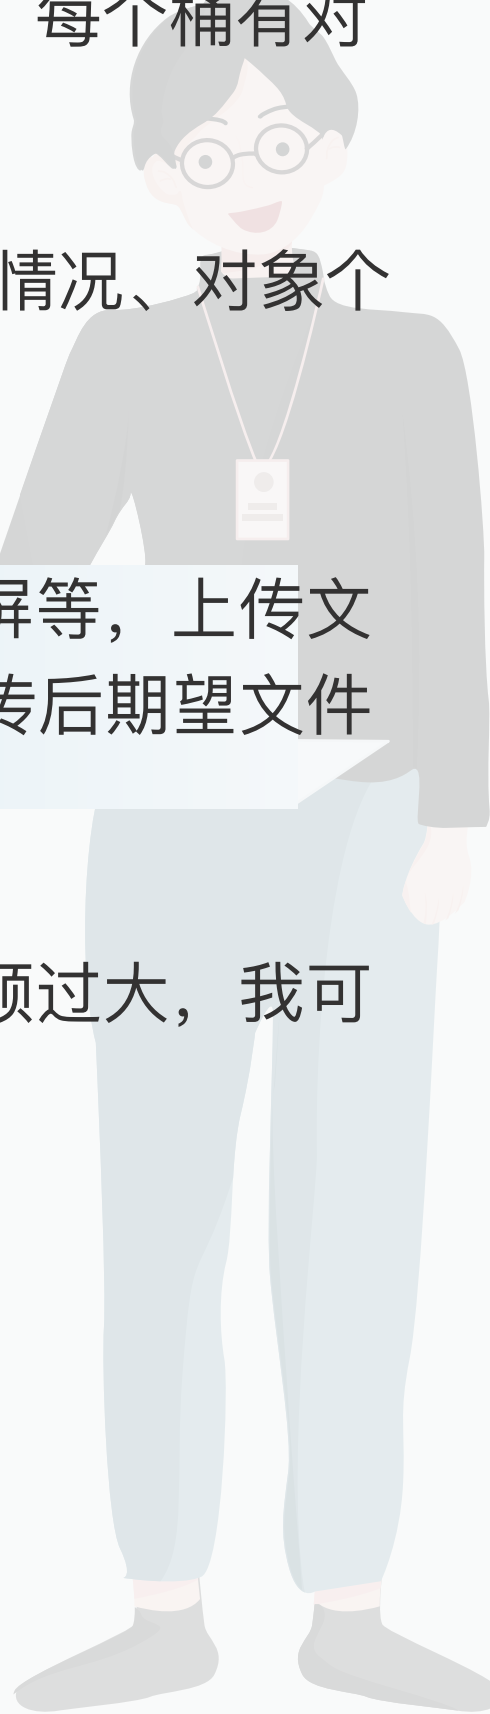 每个桶有对
情况、对象个
屏等，上传文
传后期望文件
频过大，我可